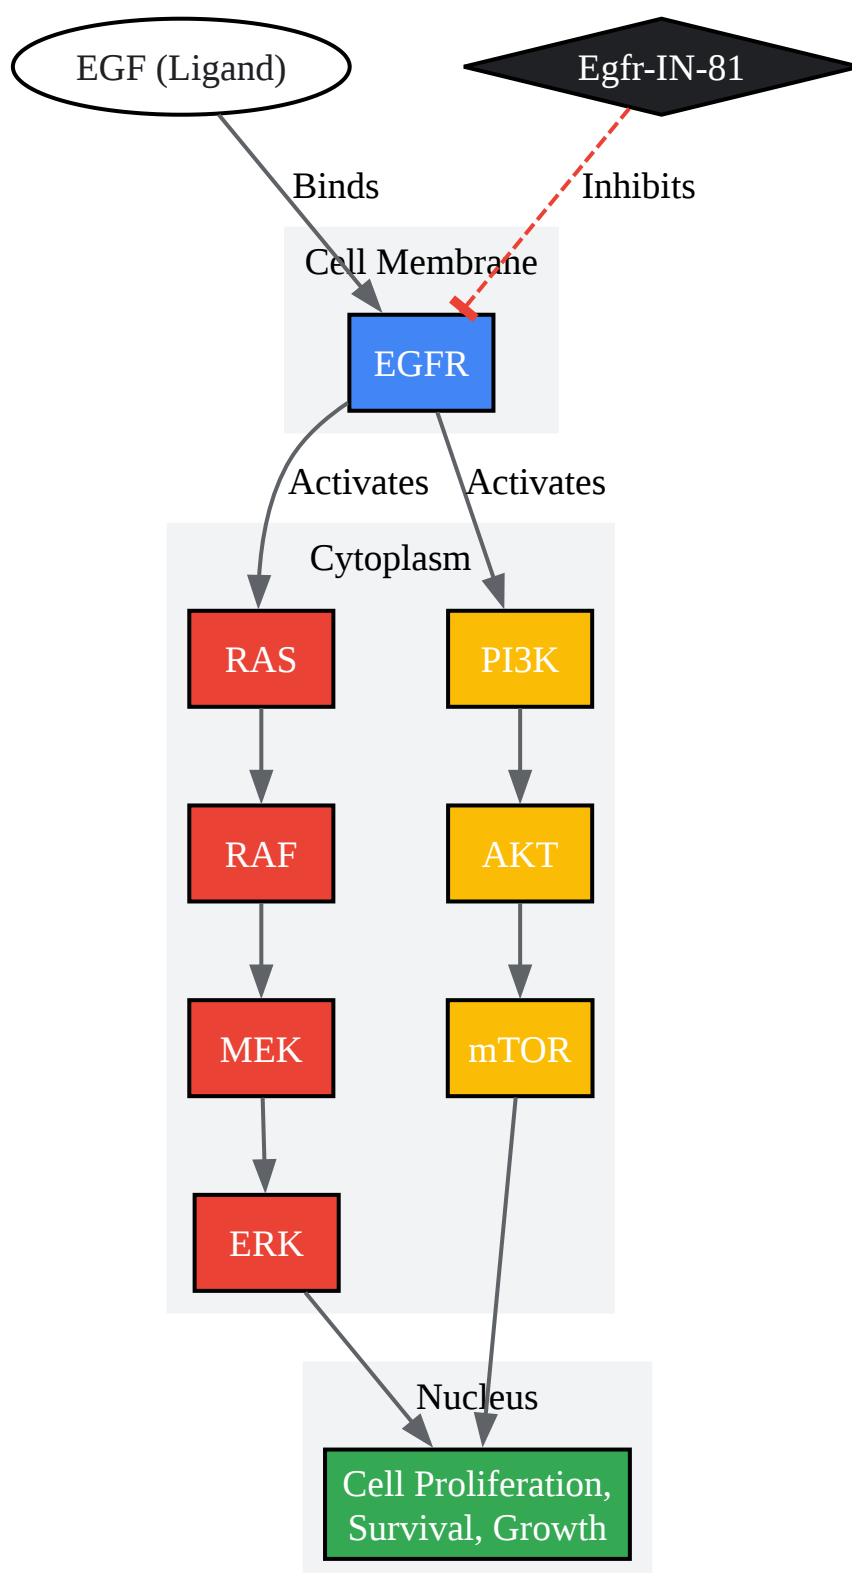 EGF (Ligand)
Egfr-IN-81
Binds
Inhibits
Cell Membrane
EGFR
Activates
Activates
Cytoplasm
RAS
PI3K
RAF
AKT
MEK
mTOR
ERK
Nucleus
Cell Proliferation,
Survival, Growth